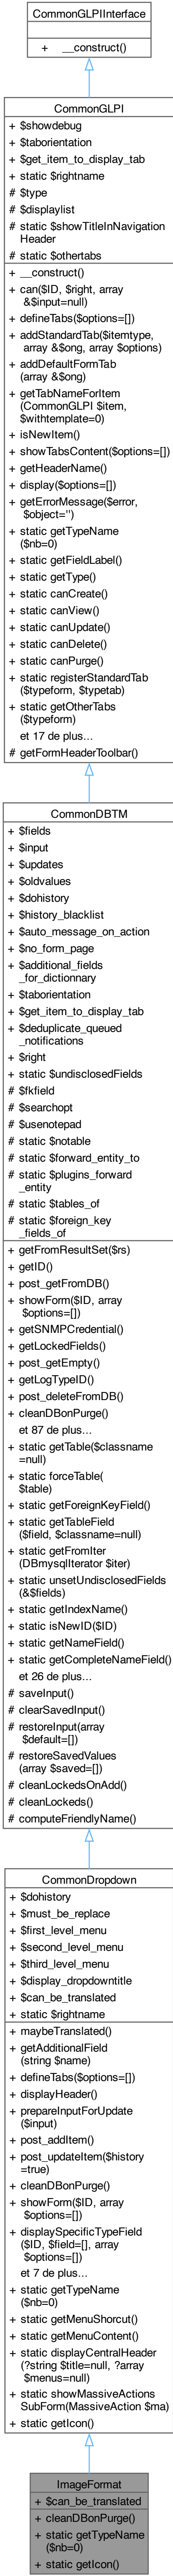 CommonGLPIInterface
+ __construct()
CommonGLPI
+ $showdebug
+ $taborientation
+ $get_item_to_display_tab
+ static $rightname
# $type
# $displaylist
# static $showTitleInNavigation
Header
# static $othertabs
+ __construct()
+ can($ID, $right, array
&$input=null)
+ defineTabs($options=[])
+ addStandardTab($itemtype,
array &$ong, array $options)
+ addDefaultFormTab
(array &$ong)
+ getTabNameForItem
(CommonGLPI $item,
$withtemplate=0)
+ isNewItem()
+ showTabsContent($options=[])
+ getHeaderName()
+ display($options=[])
+ getErrorMessage($error,
$object='')
+ static getTypeName
($nb=0)
+ static getFieldLabel()
+ static getType()
+ static canCreate()
+ static canView()
+ static canUpdate()
+ static canDelete()
+ static canPurge()
+ static registerStandardTab
($typeform, $typetab)
+ static getOtherTabs
($typeform)
et 17 de plus...
# getFormHeaderToolbar()
CommonDBTM
+ $fields
+ $input
+ $updates
+ $oldvalues
+ $dohistory
+ $history_blacklist
+ $auto_message_on_action
+ $no_form_page
+ $additional_fields
_for_dictionnary
+ $taborientation
+ $get_item_to_display_tab
+ $deduplicate_queued
_notifications
+ $right
+ static $undisclosedFields
# $fkfield
# $searchopt
# $usenotepad
# static $notable
# static $forward_entity_to
# static $plugins_forward
_entity
# static $tables_of
# static $foreign_key
_fields_of
+ getFromResultSet($rs)
+ getID()
+ post_getFromDB()
+ showForm($ID, array
$options=[])
+ getSNMPCredential()
+ getLockedFields()
+ post_getEmpty()
+ getLogTypeID()
+ post_deleteFromDB()
+ cleanDBonPurge()
et 87 de plus...
+ static getTable($classname
=null)
+ static forceTable(
$table)
+ static getForeignKeyField()
+ static getTableField
($field, $classname=null)
+ static getFromIter
(DBmysqlIterator $iter)
+ static unsetUndisclosedFields
(&$fields)
+ static getIndexName()
+ static isNewID($ID)
+ static getNameField()
+ static getCompleteNameField()
et 26 de plus...
# saveInput()
# clearSavedInput()
# restoreInput(array
$default=[])
# restoreSavedValues
(array $saved=[])
# cleanLockedsOnAdd()
# cleanLockeds()
# computeFriendlyName()
CommonDropdown
+ $dohistory
+ $must_be_replace
+ $first_level_menu
+ $second_level_menu
+ $third_level_menu
+ $display_dropdowntitle
+ $can_be_translated
+ static $rightname
+ maybeTranslated()
+ getAdditionalField
(string $name)
+ defineTabs($options=[])
+ displayHeader()
+ prepareInputForUpdate
($input)
+ post_addItem()
+ post_updateItem($history
=true)
+ cleanDBonPurge()
+ showForm($ID, array
$options=[])
+ displaySpecificTypeField
($ID, $field=[], array
$options=[])
et 7 de plus...
+ static getTypeName
($nb=0)
+ static getMenuShorcut()
+ static getMenuContent()
+ static displayCentralHeader
(?string $title=null, ?array
$menus=null)
+ static showMassiveActions
SubForm(MassiveAction $ma)
+ static getIcon()
ImageFormat
+ $can_be_translated
+ cleanDBonPurge()
+ static getTypeName
($nb=0)
+ static getIcon()